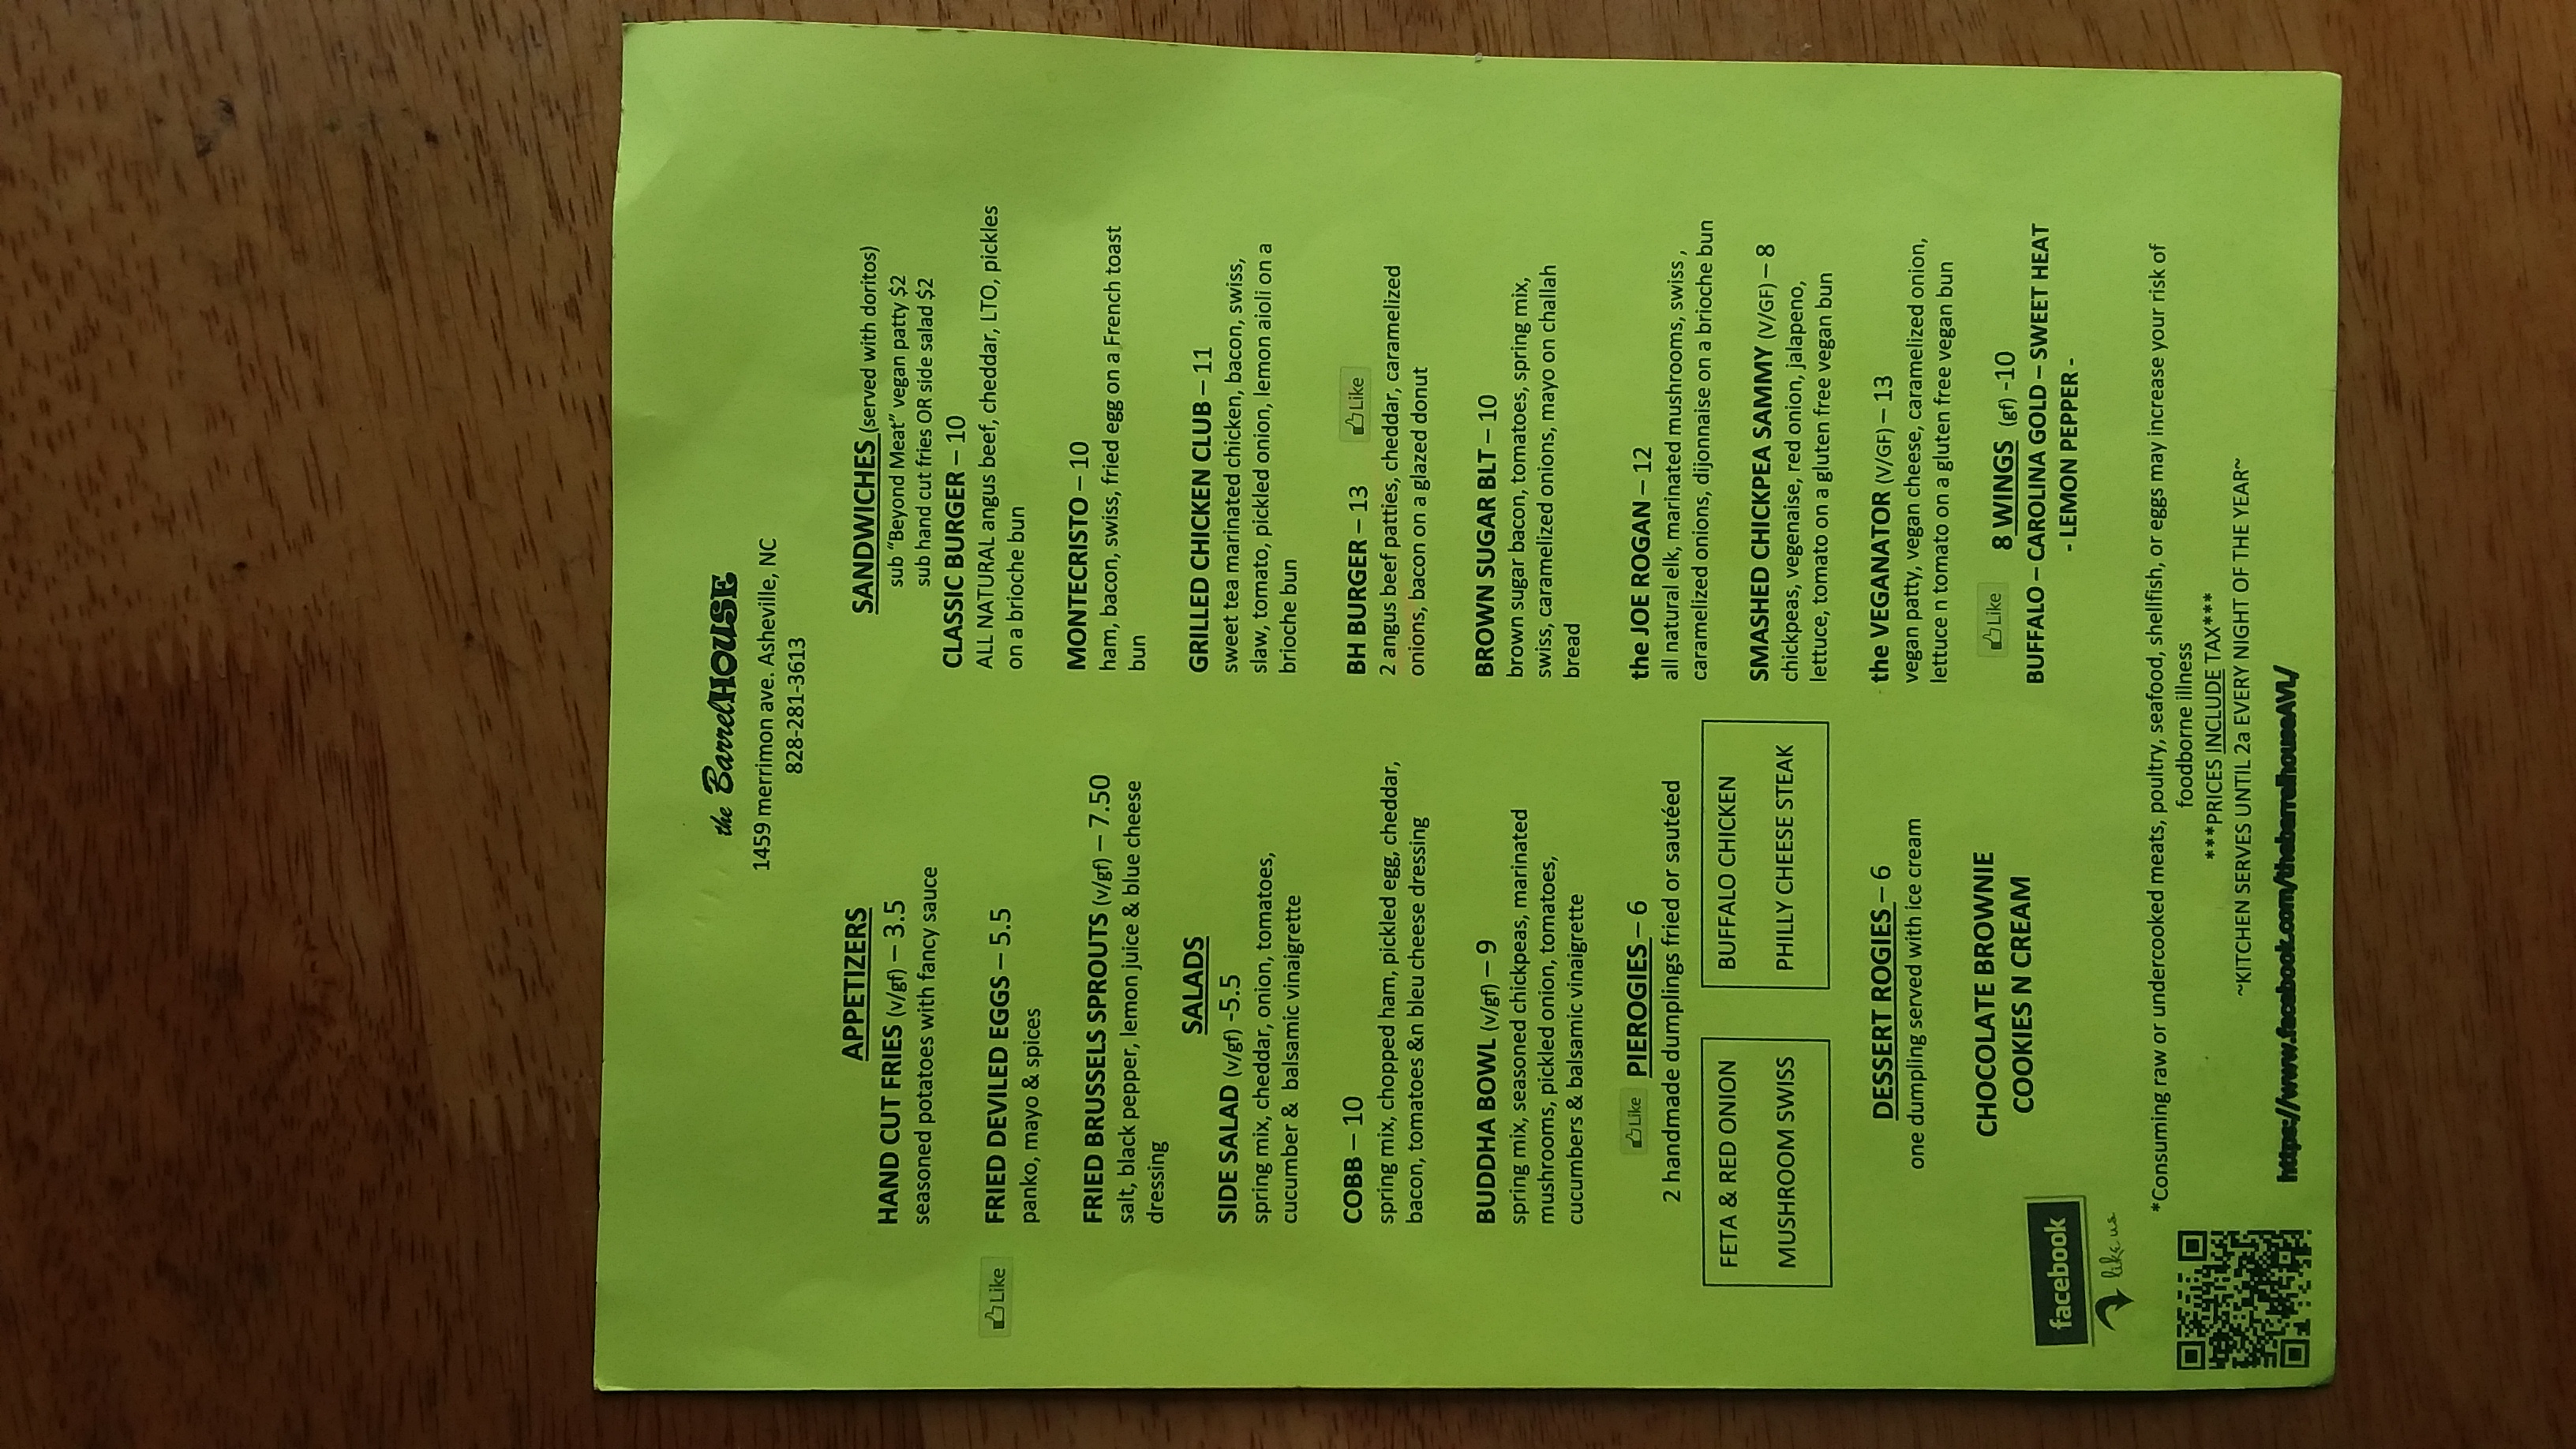 the BarrelHOUSE
1459 merrimon ave. Asheville, NC
828-281-3613
APPETIZERS
HAND CUT FRIES (v/gf) – 3.5
seasoned potatoes with fancy sauce
Like
FRIED DEVILED EGGS – 5.5
panko, mayo & spices
FRIED BRUSSELS SPROUTS (v/gf) – 7.50
salt, black pepper, lemon juice & blue cheese
dressing
SALADS
SIDE SALAD (v/gf) -5.5
spring mix, cheddar, onion, tomatoes,
cucumber &  balsamic vinaigrette
COBB – 10
spring mix, chopped ham, pickled egg, cheddar,
bacon, tomatoes &n bleu cheese dressing
BUDDHA BOWL (v/gf) – 9
spring mix, seasoned chickpeas, marinated
mushrooms, pickled onion, tomatoes,
cucumbers & balsamic vinaigrette
Like PIEROGIES – 6
2 handmade dumplings fried or sautéed
FETA & RED ONION
MUSHROOM SWISS
BUFFALO CHICKEN
PHILLY CHEESE STEAK
DESSERT ROGIES – 6
one dumpling served with ice cream
CHOCOLATE BROWNIE
COOKIES N CREAM
SANDWICHES (served with doritos)
sub "Beyond Meat" vegan patty $2
sub hand cut fries OR side salad $2
CLASSIC BURGER – 10
ALL NATURAL angus beef, cheddar, LTO, pickles
on a brioche bun
MONTECRISTO – 10
ham, bacon, swiss, fried egg on a French toast
bun
GRILLED CHICKEN CLUB – 11
sweet tea marinated chicken, bacon, swiss,
slaw, tomato, pickled onion, lemon aioli on a
brioche bun
BH BURGER – 13 Like
2 angus beef patties, cheddar, caramelized
onions, bacon on a glazed donut
BROWN SUGAR BLT – 10
brown sugar bacon, tomatoes, spring mix,
swiss, caramelized onions, mayo on challah
bread
the JOE ROGAN – 12
all natural elk, marinated mushrooms, swiss ,
caramelized onions, dijonnaise on a brioche bun
SMASHED CHICKPEA SAMMY (V/GF) – 8
chickpeas, vegenaise, red onion, jalapeno,
lettuce, tomato on a gluten free vegan bun
the VEGANATOR (V/GF) – 13
vegan patty, vegan cheese, caramelized onion,
lettuce n tomato on a gluten free vegan bun
Like 8 WINGS (gf) -10
BUFFALO – CAROLINA GOLD – SWEET HEAT
- LEMON PEPPER -
facebook
like us
*Consuming raw or undercooked meats, poultry, seafood, shellfish, or eggs may increase your risk of
foodborne illness
***PRICES INCLUDE TAX***
~KITCHEN SERVES UNTIL 2a EVERY NIGHT OF THE YEAR~
https://www.facebook.com/thebarrelhouseAVL/